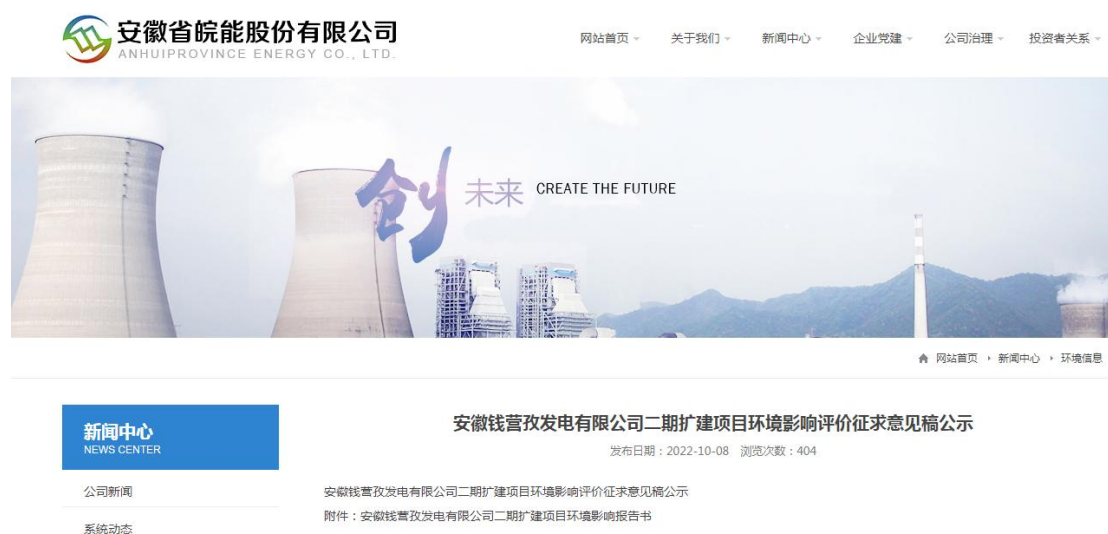 安徽省皖能股份有限公司
ANHUIPROVINCE ENERGY CO., LTD.
网站首页 关于我们 新闻中心 企业党建 公司治理 投资者关系
创 未来 CREATE THE FUTURE
网站首页 › 新闻中心 › 环境信息
新闻中心
NEWS CENTER
公司新闻
系统动态
安徽钱营孜发电有限公司二期扩建项目环境影响评价征求意见稿公示
发布日期：2022-10-08 浏览次数：404
安徽钱营孜发电有限公司二期扩建项目环境影响评价征求意见稿公示
附件：安徽钱营孜发电有限公司二期扩建项目环境影响报告书